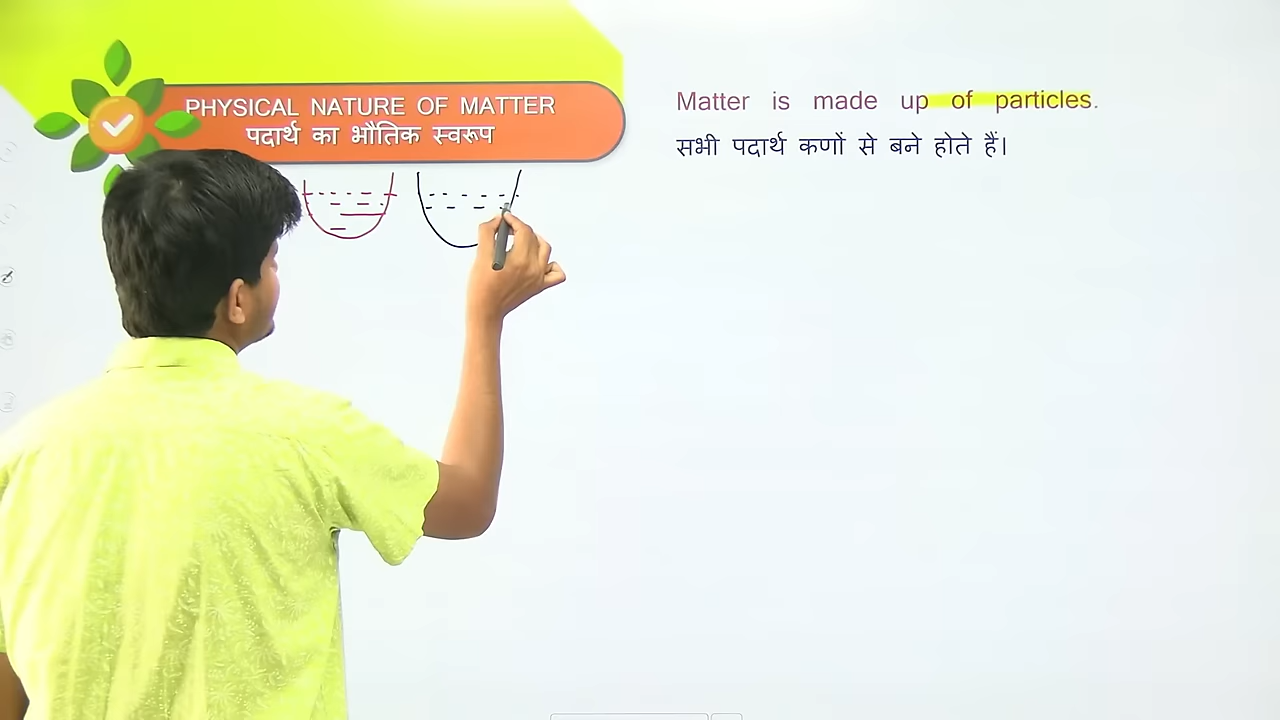 PHYSICAL NATURE OF MATTER
पदार्थ का भौतिक स्वरूप
Matter is made up of particles.
सभी पदार्थ कणों से बने होते हैं।